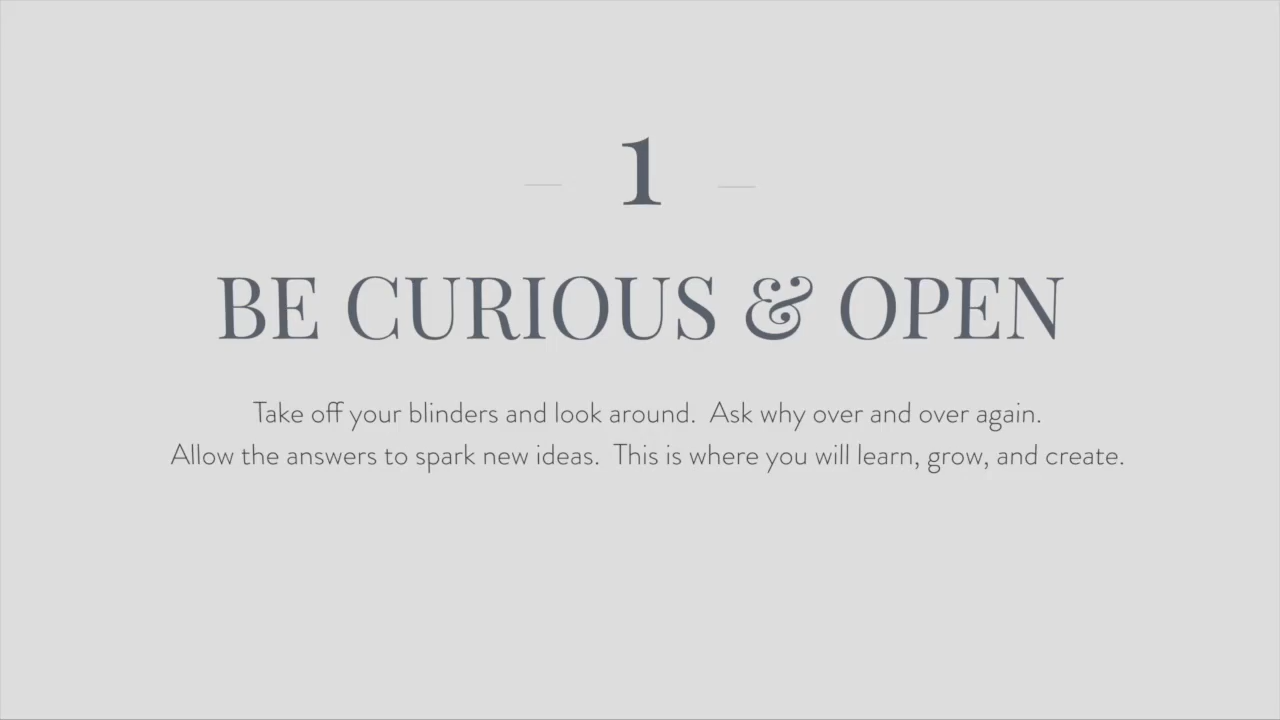 1
BE CURIOUS & OPEN
Take off your blinders and look around.  Ask why over and over again.
Allow the answers to spark new ideas.  This is where you will learn, grow, and create.